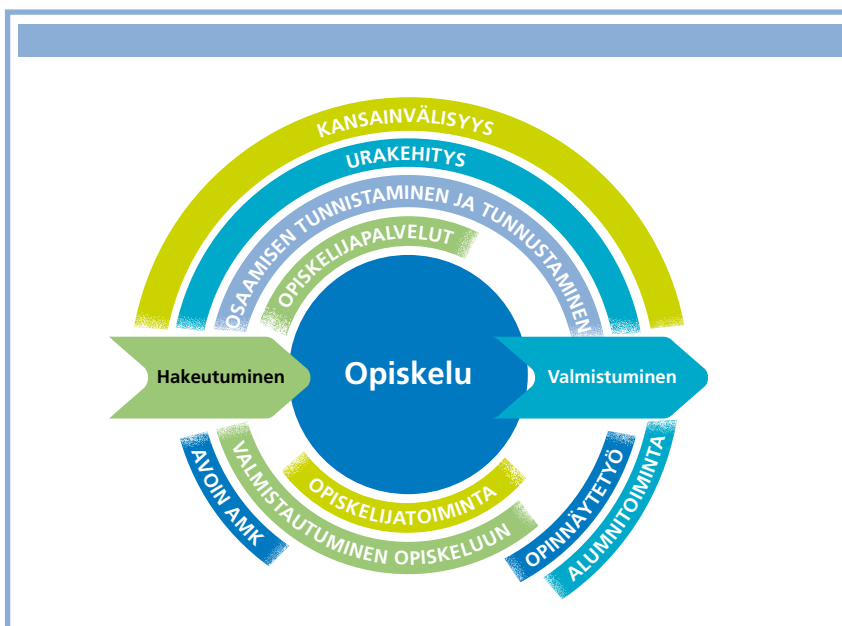 KANSAINVÄLISYYS
URAKEHITYS
OSAAMISEN TUNNISTAMINEN JA TUNNUSTAMINEN
OPISKELIJAPALVELUT
Hakeutuminen
Opiskelu
Valmistuminen
AVOIN AMK
VALMISTAUTUMINEN OPISKELUUN
OPISKELIJATOIMINTA
OPINNÄYTETYÖ
ALUMNITOIMINTA